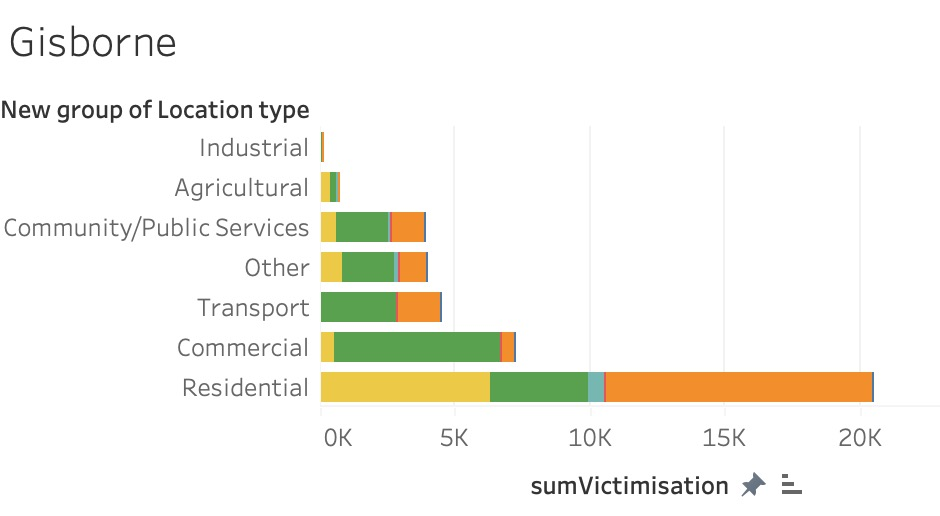 Gisborne
New group of Location type
Industrial
Agricultural
Community/Public Services
Other
Transport
Commercial
Residential
0K 5K 10K 15K 20K
sumVictimisation